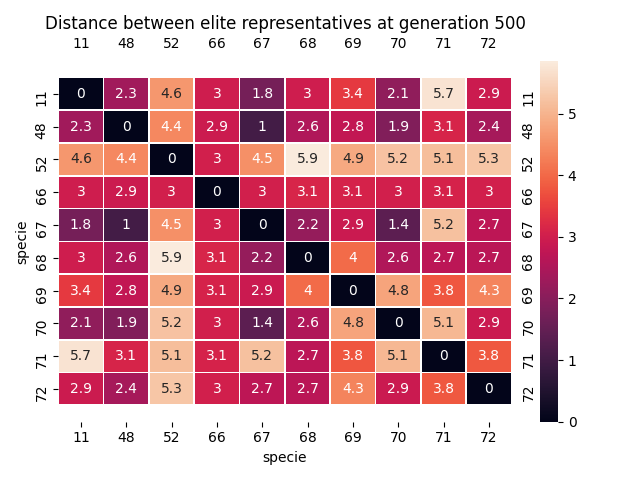 Distance between elite representatives at generation 500
11 48 52 66 67 68 69 70 71 72
11 0 2.3 4.6 3 1.8 3 3.4 2.1 5.7 2.9 11
48 2.3 0 4.4 2.9 1 2.6 2.8 1.9 3.1 2.4 48
52 4.6 4.4 0 3 4.5 5.9 4.9 5.2 5.1 5.3 52
66 3 2.9 3 0 3 3.1 3.1 3 3.1 3 66
67 1.8 1 4.5 3 0 2.2 2.9 1.4 5.2 2.7 67
68 3 2.6 5.9 3.1 2.2 0 4 2.6 2.7 2.7 68
69 3.4 2.8 4.9 3.1 2.9 4 0 4.8 3.8 4.3 69
70 2.1 1.9 5.2 3 1.4 2.6 4.8 0 5.1 2.9 70
71 5.7 3.1 5.1 3.1 5.2 2.7 3.8 5.1 0 3.8 71
72 2.9 2.4 5.3 3 2.7 2.7 4.3 2.9 3.8 0 72
11 48 52 66 67 68 69 70 71 72
specie
specie
5
4
3
2
1
0